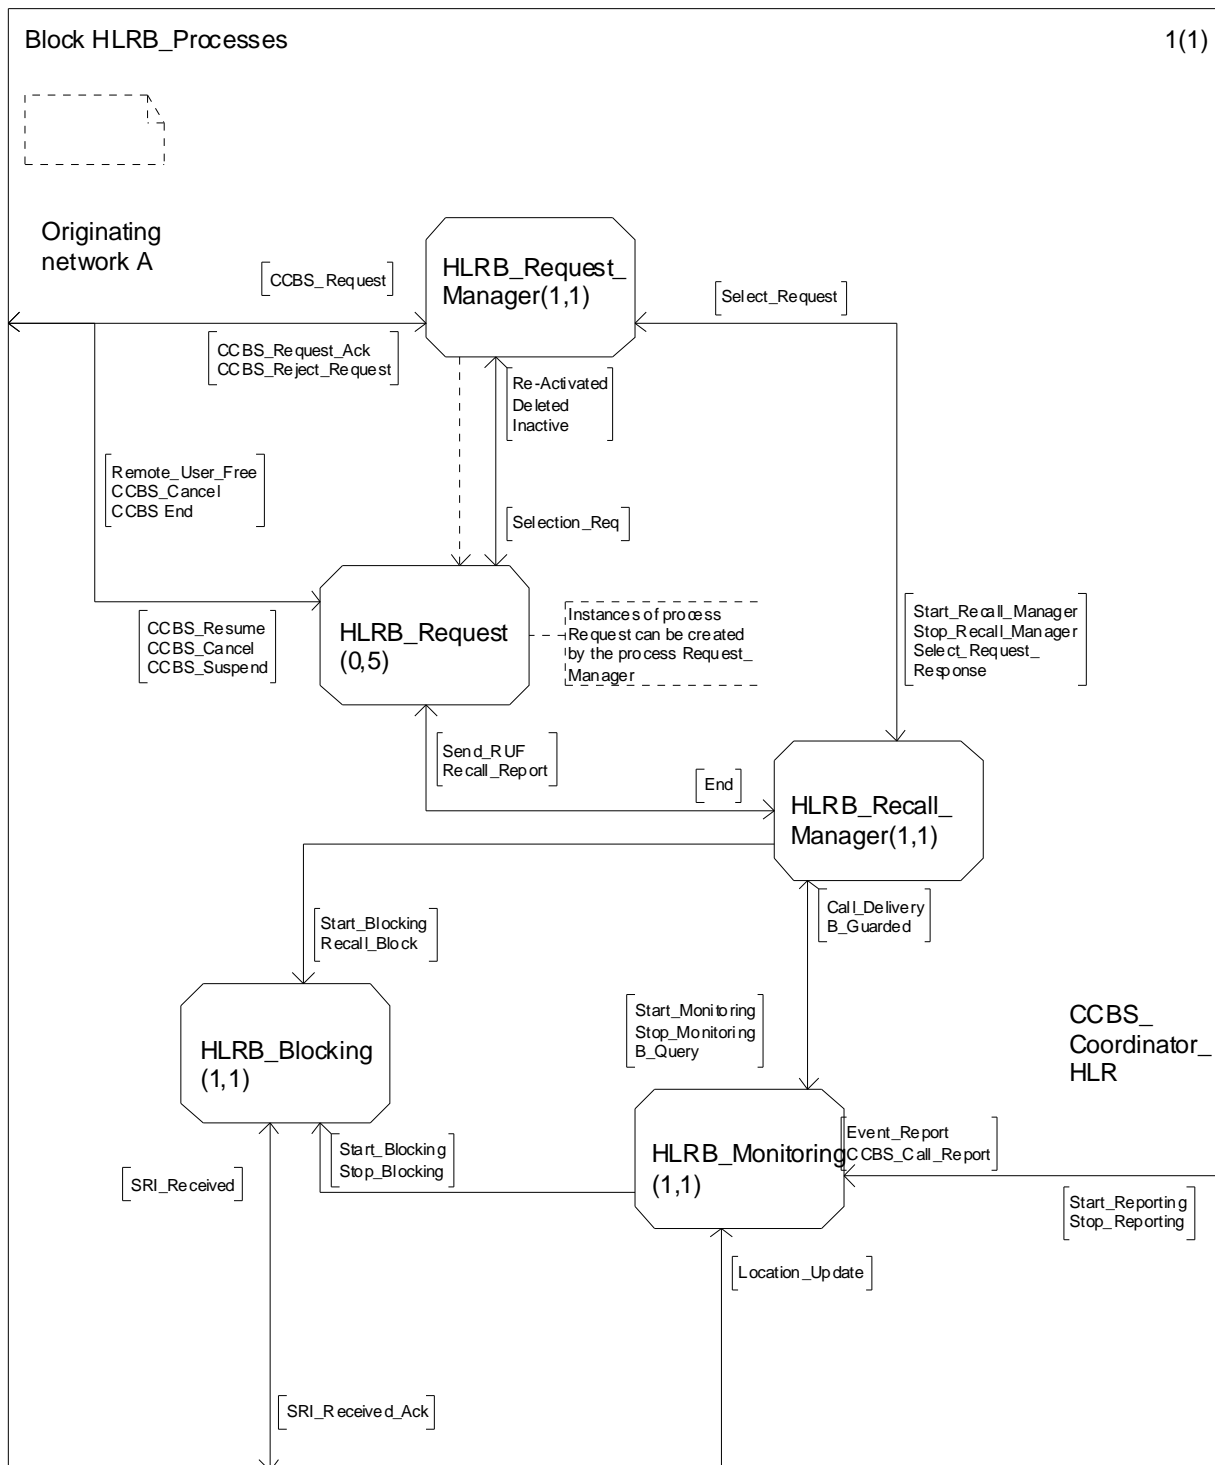 Block HLRB_Processes
1(1)
Originating
network A
[CCBS_Request]
HLRB_Request_
Manager(1,1)
[Select_Request]
CCBS_Request_Ack
CCBS_Reject_Request
Re-Activated
Deleted
Inactive
Remote_User_Free
CCBS_Cancel
CCBS End
[Selection_Req]
CCBS_Resume
CCBS_Cancel
CCBS_Suspend
HLRB_Request
(0,5)
Instances of process
Request can be created
by the process Request_
Manager
Start_Recall_Manager
Stop_Recall_Manager
Select_Request_
Response
Send_RUF
Recall_Report
[End]
HLRB_Recall_
Manager(1,1)
Start_Blocking
Recall_Block
Call_Delivery
B_Guarded
Start_Monitoring
Stop_Monitoring
B_Query
CCBS_
Coordinator_
HLR
HLRB_Blocking
(1,1)
Start_Blocking
Stop_Blocking
HLRB_Monitoring
(1,1)
Event_Report
CCBS_Call_Report
[SRI_Received]
Start_Reporting
Stop_Reporting
[Location_Update]
[SRI_Received_Ack]